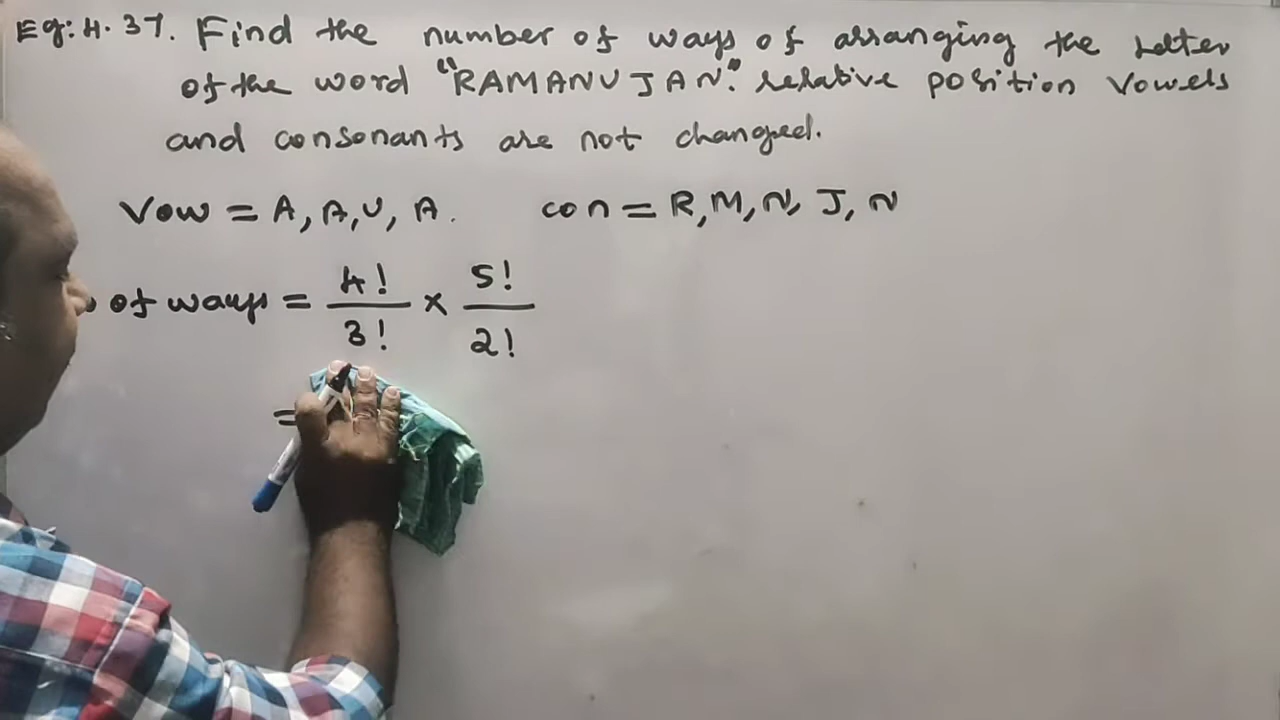 Eg: 4.37. Find the number of ways of arranging the letter
of the word "RAMANUJAN". relative position vowels
and consonants are not changed.
Vow = A, A, U, A. con = R, M, N, J, N
of ways = 4!/3! × 5!/2!
=